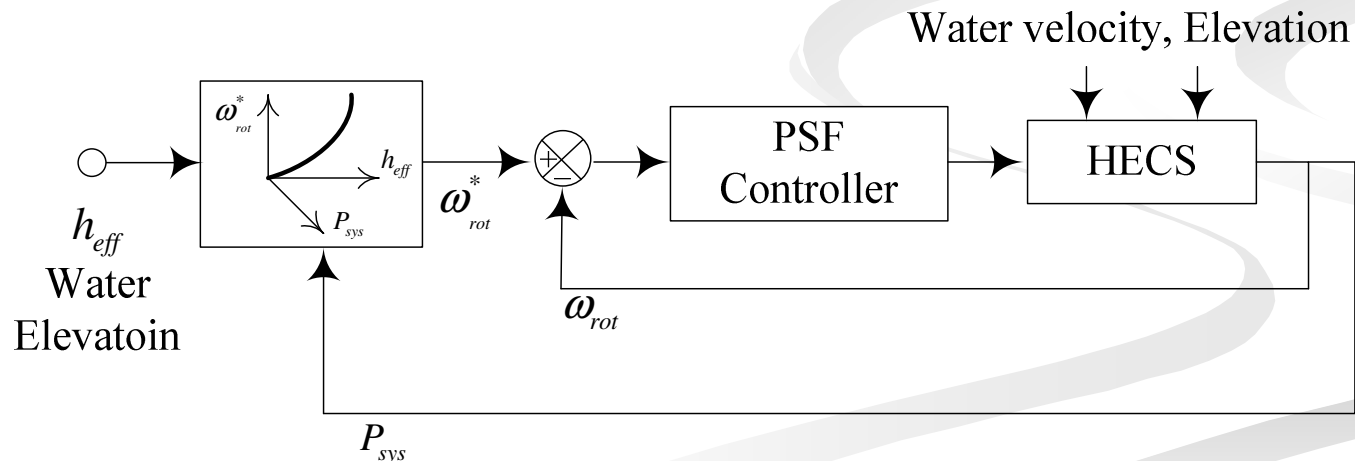 Water velocity, Elevation
ω*rot
heff
Psys
heff
Water
Elevatoin
ω*rot
+
−
PSF
Controller
HECS
ωrot
Psys